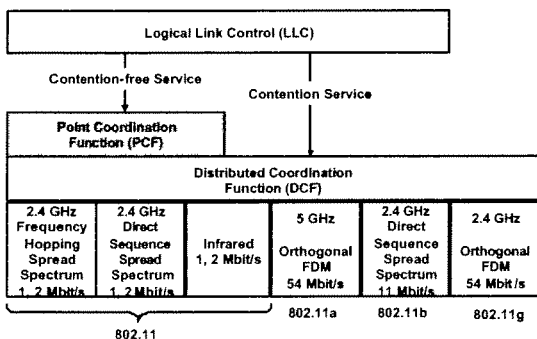 Logical Link Control (LLC)
Contention-free Service
Contention Service
Point Coordination
Function (PCF)
Distributed Coordination
Function (DCF)
2.4 GHz
Frequency
Hopping
Spread
Spectrum
1, 2 Mbit/s
2.4 GHz
Direct
Sequence
Spread
Spectrum
1, 2 Mbit/s
Infrared
1, 2 Mbit/s
5 GHz
Orthogonal
FDM
54 Mbit/s
2.4 GHz
Direct
Sequence
Spread
Spectrum
11 Mbit/s
2.4 GHz
Orthogonal
FDM
54 Mbit/s
802.11
802.11a
802.11b
802.11g